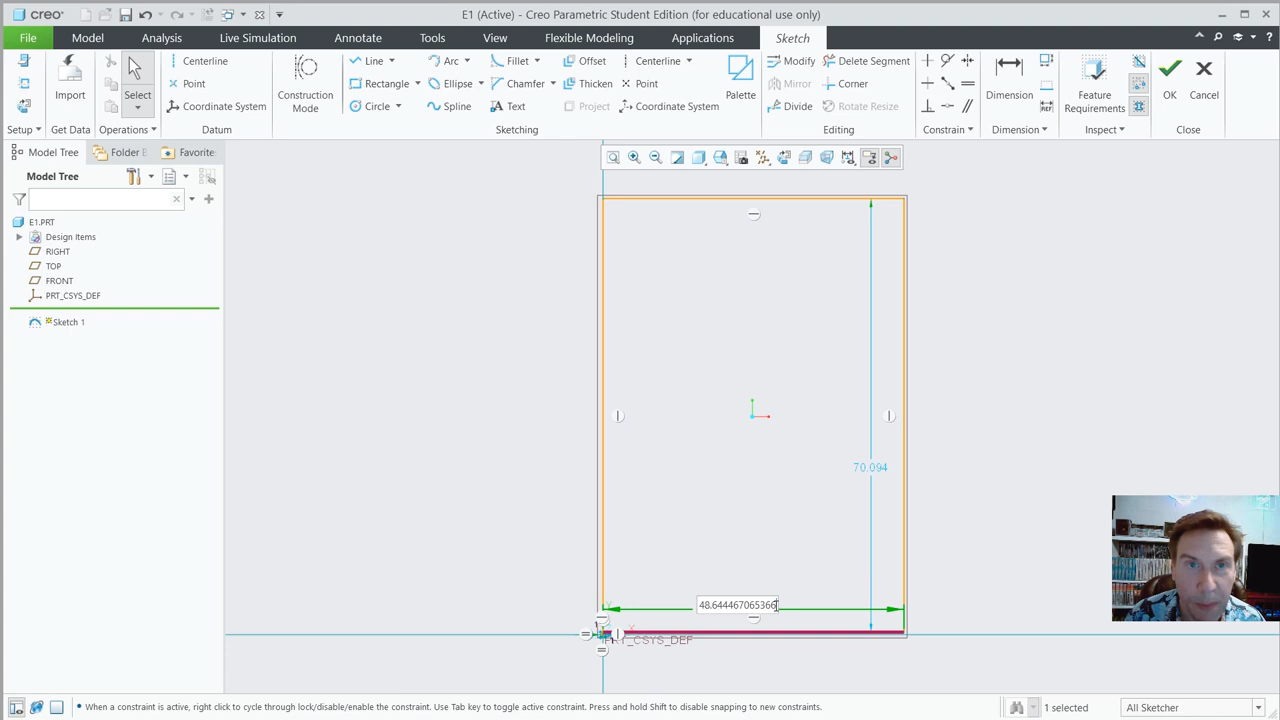 creo
E1 (Active) - Creo Parametric Student Edition (for educational use only)
File Model Analysis Live Simulation Annotate Tools View Flexible Modeling Applications Sketch
Import
Select
Centerline
Point
Coordinate System
Construction Mode
Line Arc Fillet Offset Centerline
Rectangle Ellipse Chamfer Thicken Point
Circle Spline Text Project Coordinate System
Palette
Modify Delete Segment
Mirror Corner
Divide Rotate Resize
Dimension
Feature Requirements
OK Cancel
Setup Get Data Operations Datum Sketching Editing Constrain Dimension Inspect Close
Model Tree Folder B Favorite
Model Tree
E1.PRT
Design Items
RIGHT
TOP
FRONT
PRT_CSYS_DEF
Sketch 1
70.094
48.644467065366
Y
X
PRT_CSYS_DEF
When a constraint is active, right click to cycle through lock/disable/enable the constraint. Use Tab key to toggle active constraint. Press and hold Shift to disable snapping to new constraints.
1 selected
All Sketcher